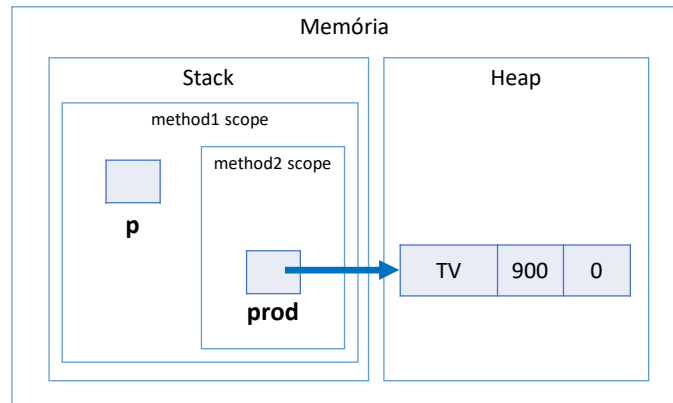 Memória
Stack
Heap
method1 scope
method2 scope
p
prod
TV 900 0